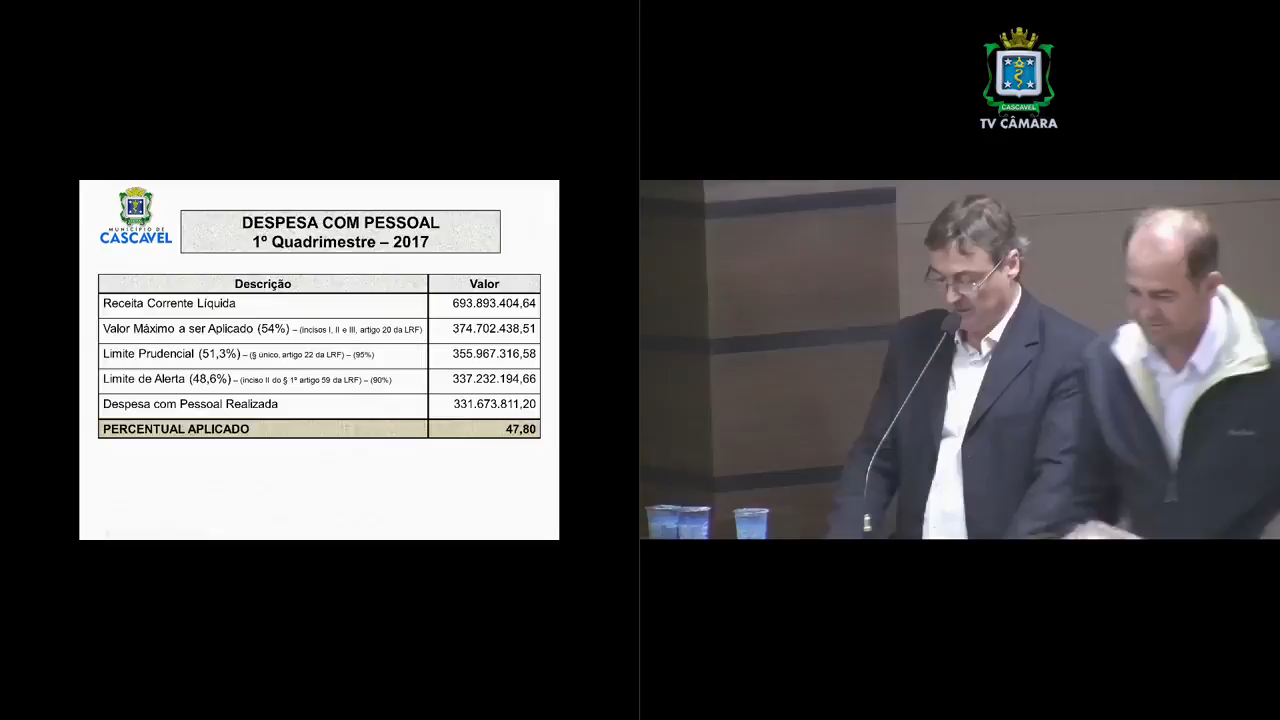 CASCAVEL
TV CÂMARA
MUNICÍPIO DE
CASCAVEL
DESPESA COM PESSOAL
1º Quadrimestre – 2017
Descrição Valor
Receita Corrente Líquida 693.893.404,64
Valor Máximo a ser Aplicado (54%) – (incisos I, II e III, artigo 20 da LRF) 374.702.438,51
Limite Prudencial (51,3%) – (§ único, artigo 22 da LRF) – (95%) 355.967.316,58
Limite de Alerta (48,6%) – (inciso II do § 1º artigo 59 da LRF) – (90%) 337.232.194,66
Despesa com Pessoal Realizada 331.673.811,20
PERCENTUAL APLICADO 47,80